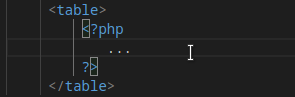 <table>
<?php
...
?>
</table>